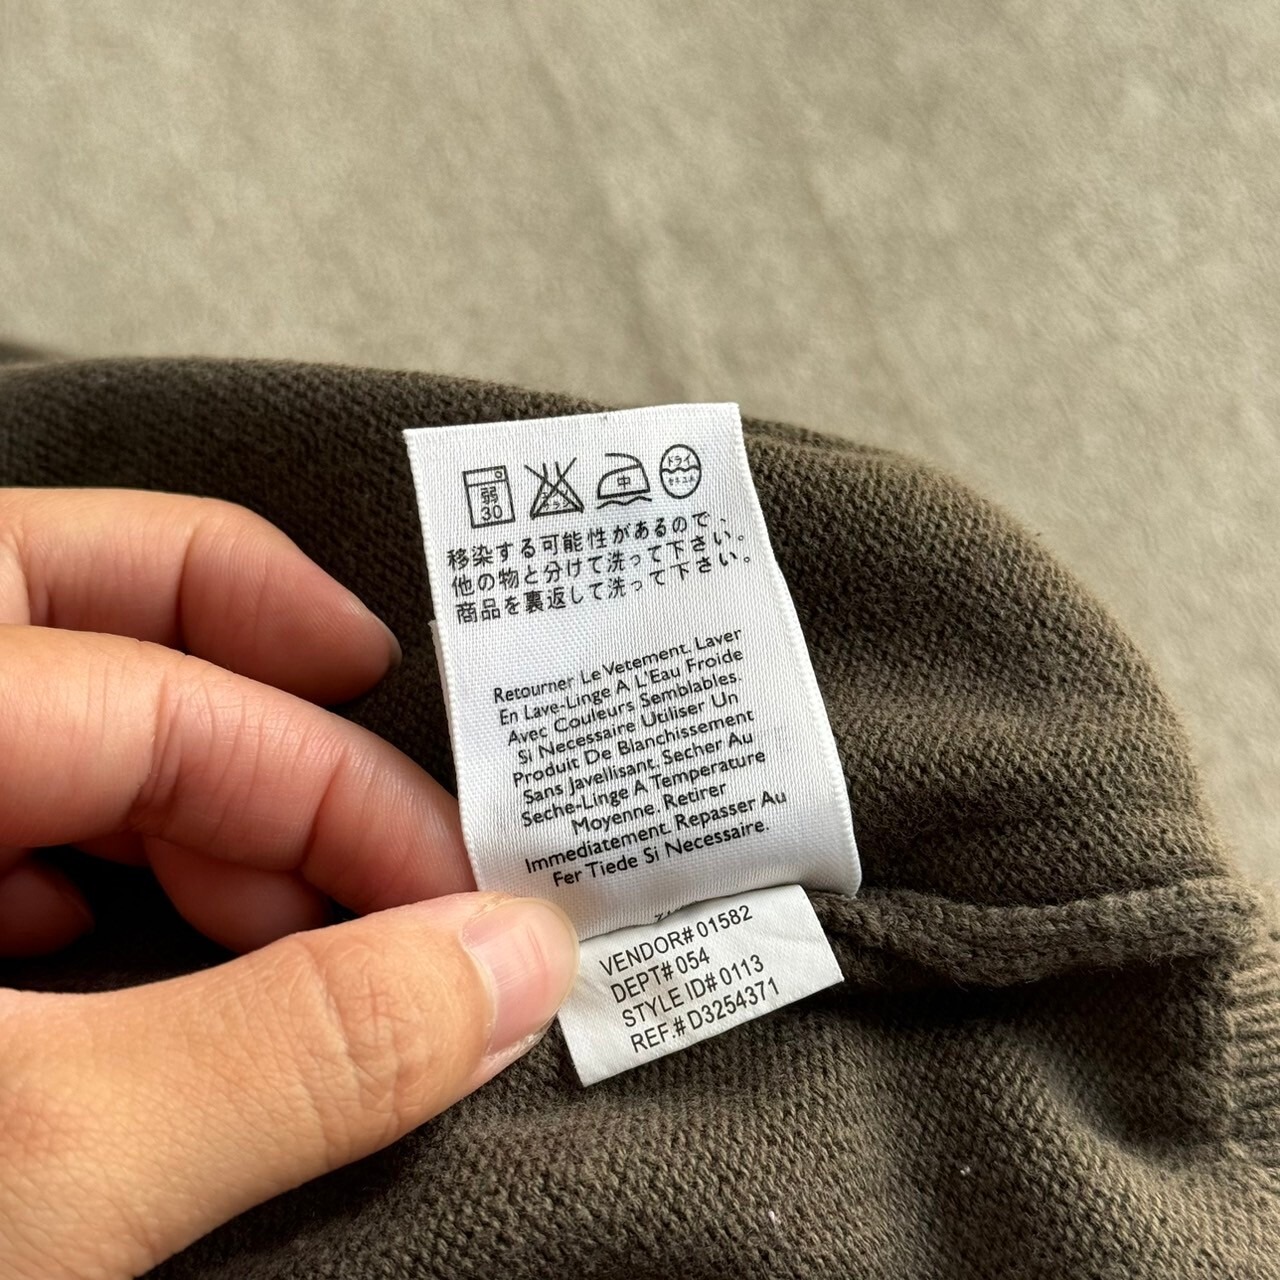 弱
30
中
ドライ
移染する可能性があるので、
他の物と分けて洗って下さい。
商品を裏返して洗って下さい。
Retourner Le Vetement. Laver
En Lave-Linge A L'Eau Froide
Avec Couleurs Semblables.
Si Necessaire Utiliser Un
Produit De Blanchissement
Sans Javellisant. Secher Au
Seche-Linge A Temperature
Moyenne. Retirer
Immediatement. Repasser Au
Fer Tiede Si Necessaire.
VENDOR# 01582
DEPT# 054
STYLE ID# 0113
REF.# D3254371